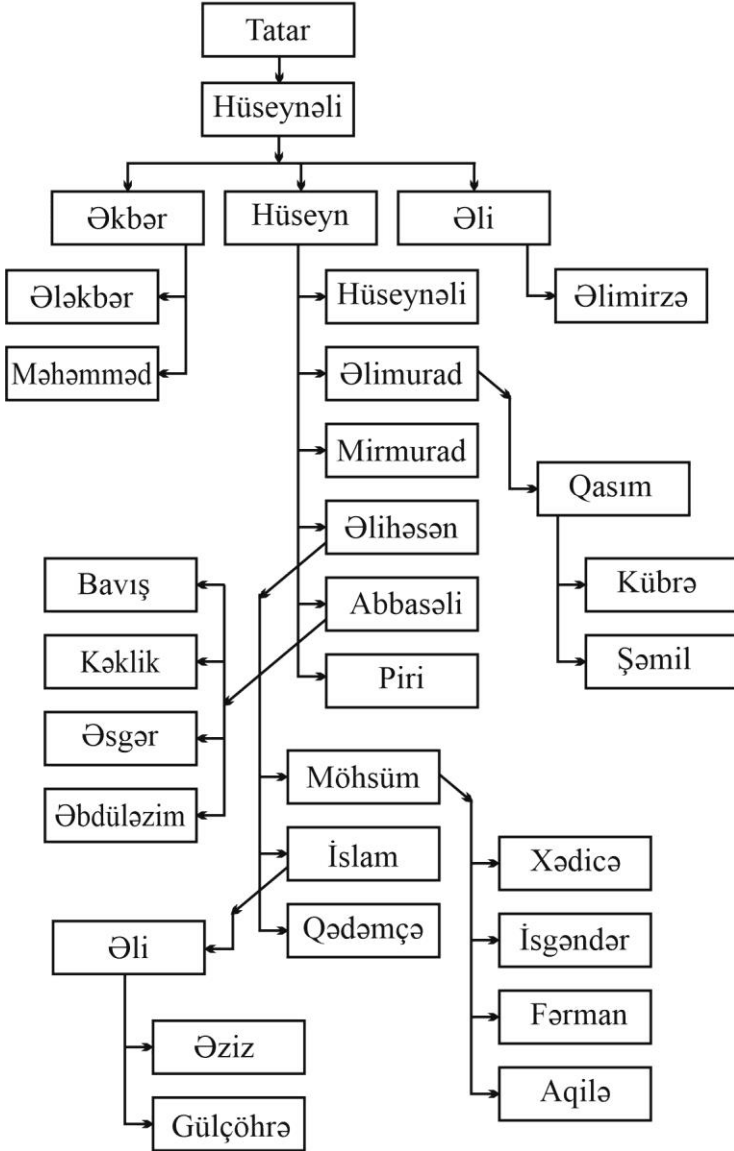 Tatar
Hüseynəli
Əkbər
Hüseyn
Əli
Ələkbər
Hüseynəli
Əlimirzə
Məhəmməd
Əlimurad
Mirmurad
Qasım
Əlihəsən
Bavış
Abbasəli
Kübrə
Kəklik
Piri
Şəmil
Əsgər
Möhsüm
Əbdüləzim
İslam
Xədicə
Əli
Qədəmçə
İsgəndər
Əziz
Fərman
Aqilə
Gülçöhrə